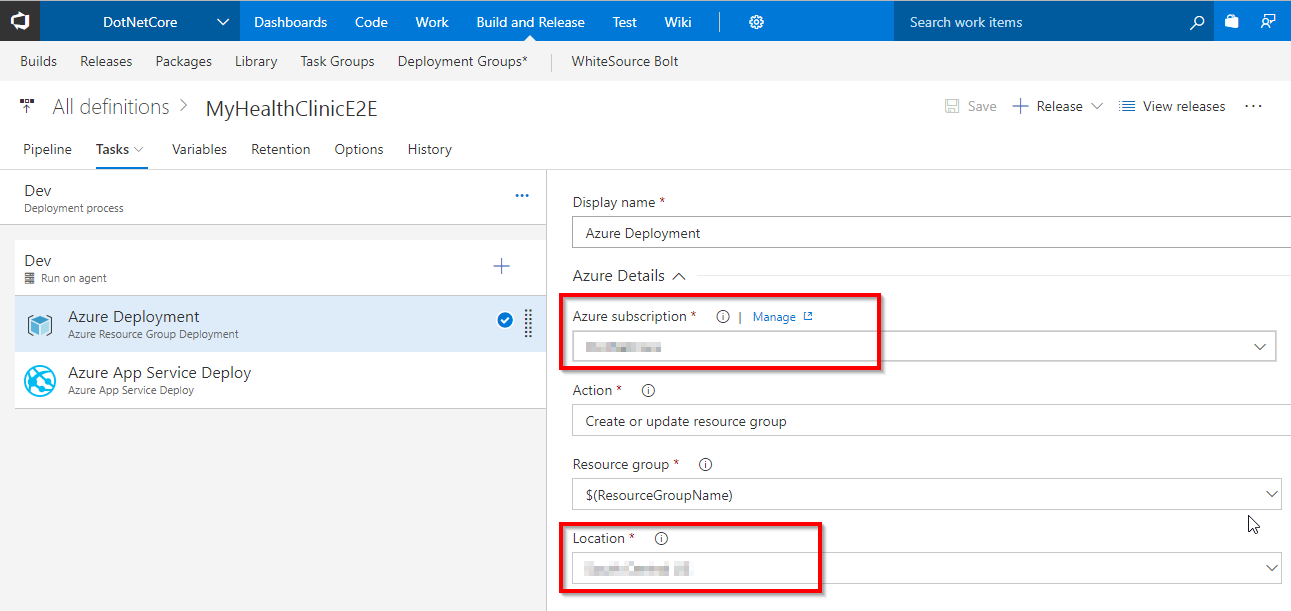 DotNetCore Dashboards Code Work Build and Release Test Wiki Search work items
Builds Releases Packages Library Task Groups Deployment Groups* WhiteSource Bolt
All definitions > MyHealthClinicE2E Save Release View releases ...
Pipeline Tasks Variables Retention Options History
Dev
Deployment process
...
Dev
Run on agent
Azure Deployment
Azure Resource Group Deployment
Azure App Service Deploy
Azure App Service Deploy
Display name *
Azure Deployment
Azure Details
Azure subscription * | Manage
Action *
Create or update resource group
Resource group *
$(ResourceGroupName)
Location *